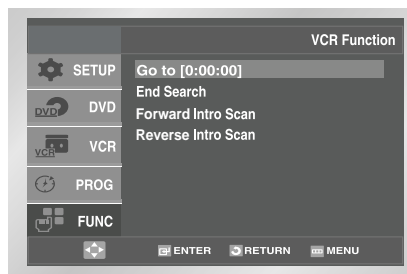 VCR Function
SETUP
DVD DVD
VCR VCR
PROG
FUNC
Go to [0:00:00]
End Search
Forward Intro Scan
Reverse Intro Scan
ENTER RETURN MENU